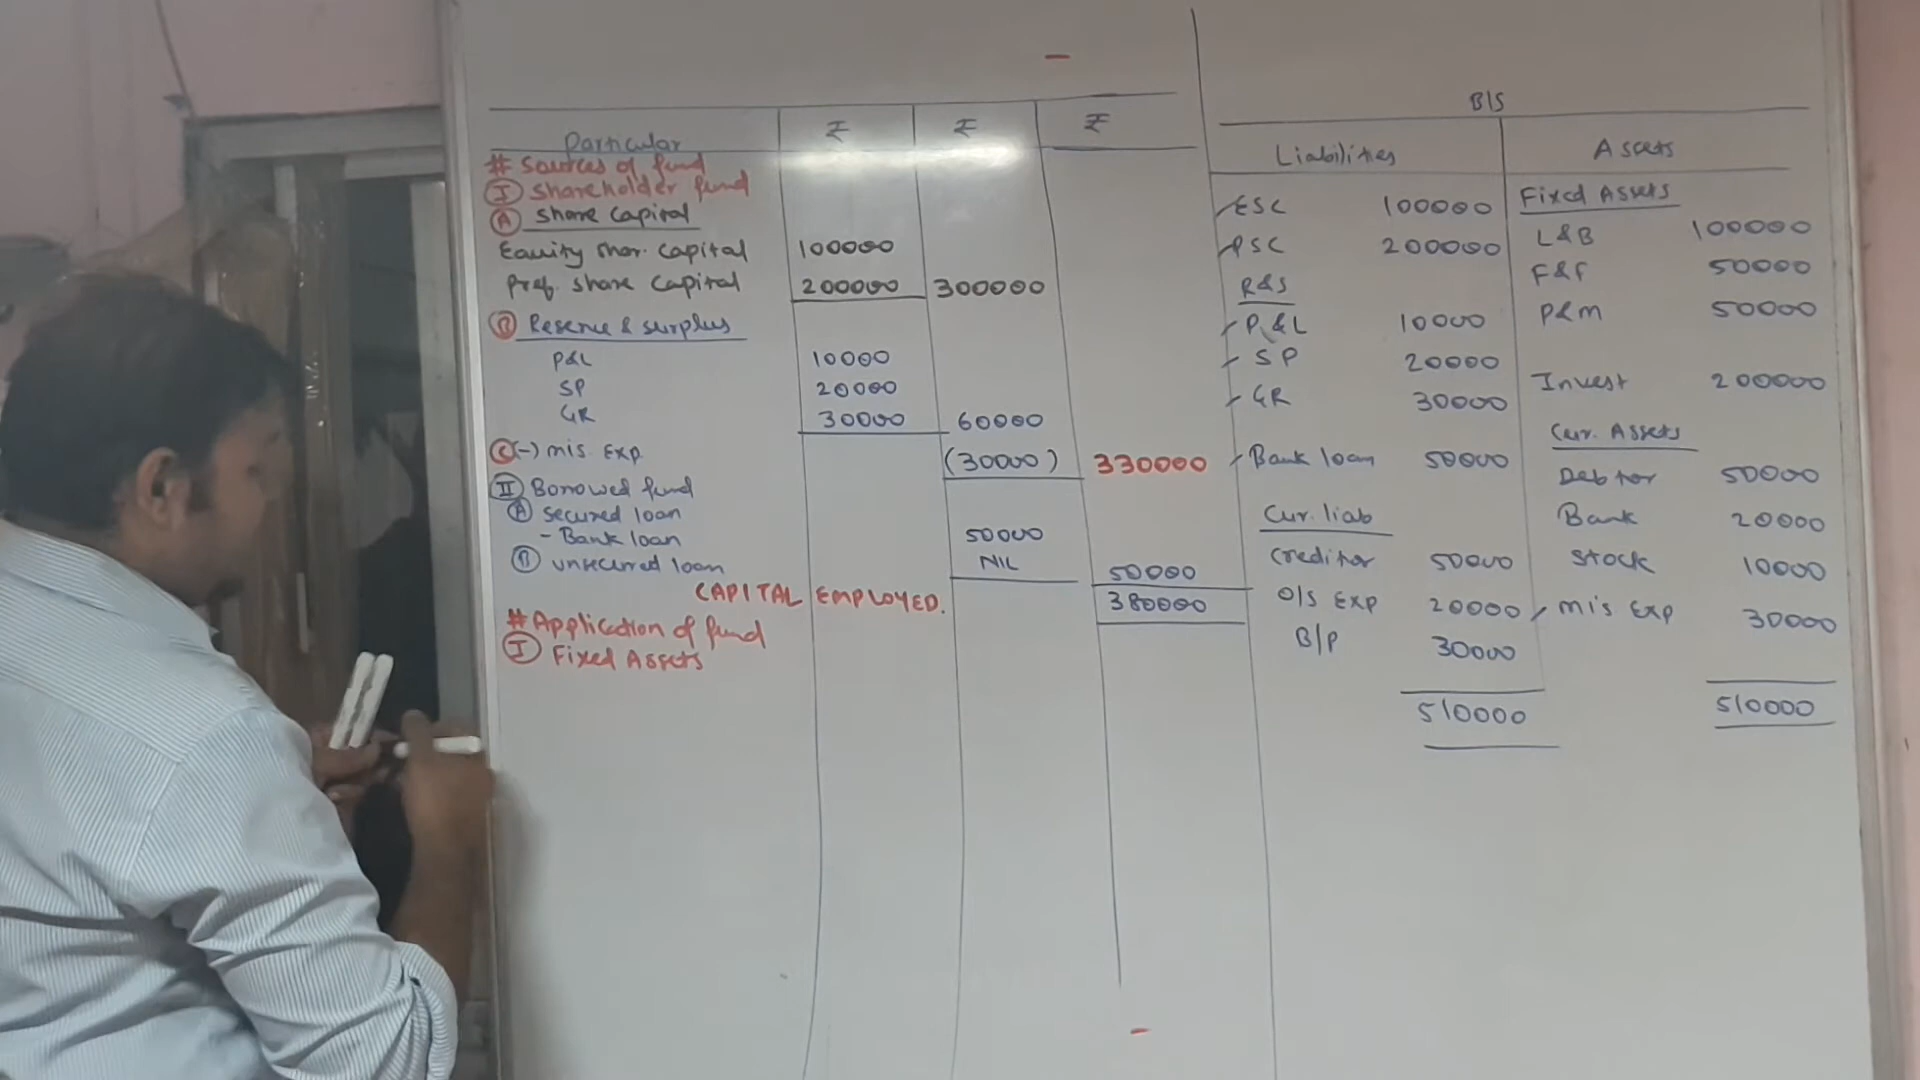 Particular ₹ ₹ ₹
# Sources of fund
I Shareholder fund
A Share Capital
Equity shar. Capital 100000
Pref. share Capital 200000 300000
B Reserve & surplus
P&L 10000
SP 20000
GR 30000 60000
C (-) mis Exp. (30000) 330000
II Borrowed fund
A secured loan
- Bank loan 50000
B unsecured loan NIL 50000
CAPITAL EMPLOYED. 380000
# Application of fund
I Fixed Assets
B/S
Liabilities Assets
ESC 100000 Fixed Assets
PSC 200000 L&B 100000
R&S F&F 50000
P&L 10000 P&M 50000
SP 20000 Invest 200000
GR 30000 Cur. Assets
Bank loan 50000 Debtor 50000
Cur. liab Bank 20000
Creditor 50000 Stock 10000
O/S Exp 20000 mis Exp 30000
B/P 30000
510000 510000